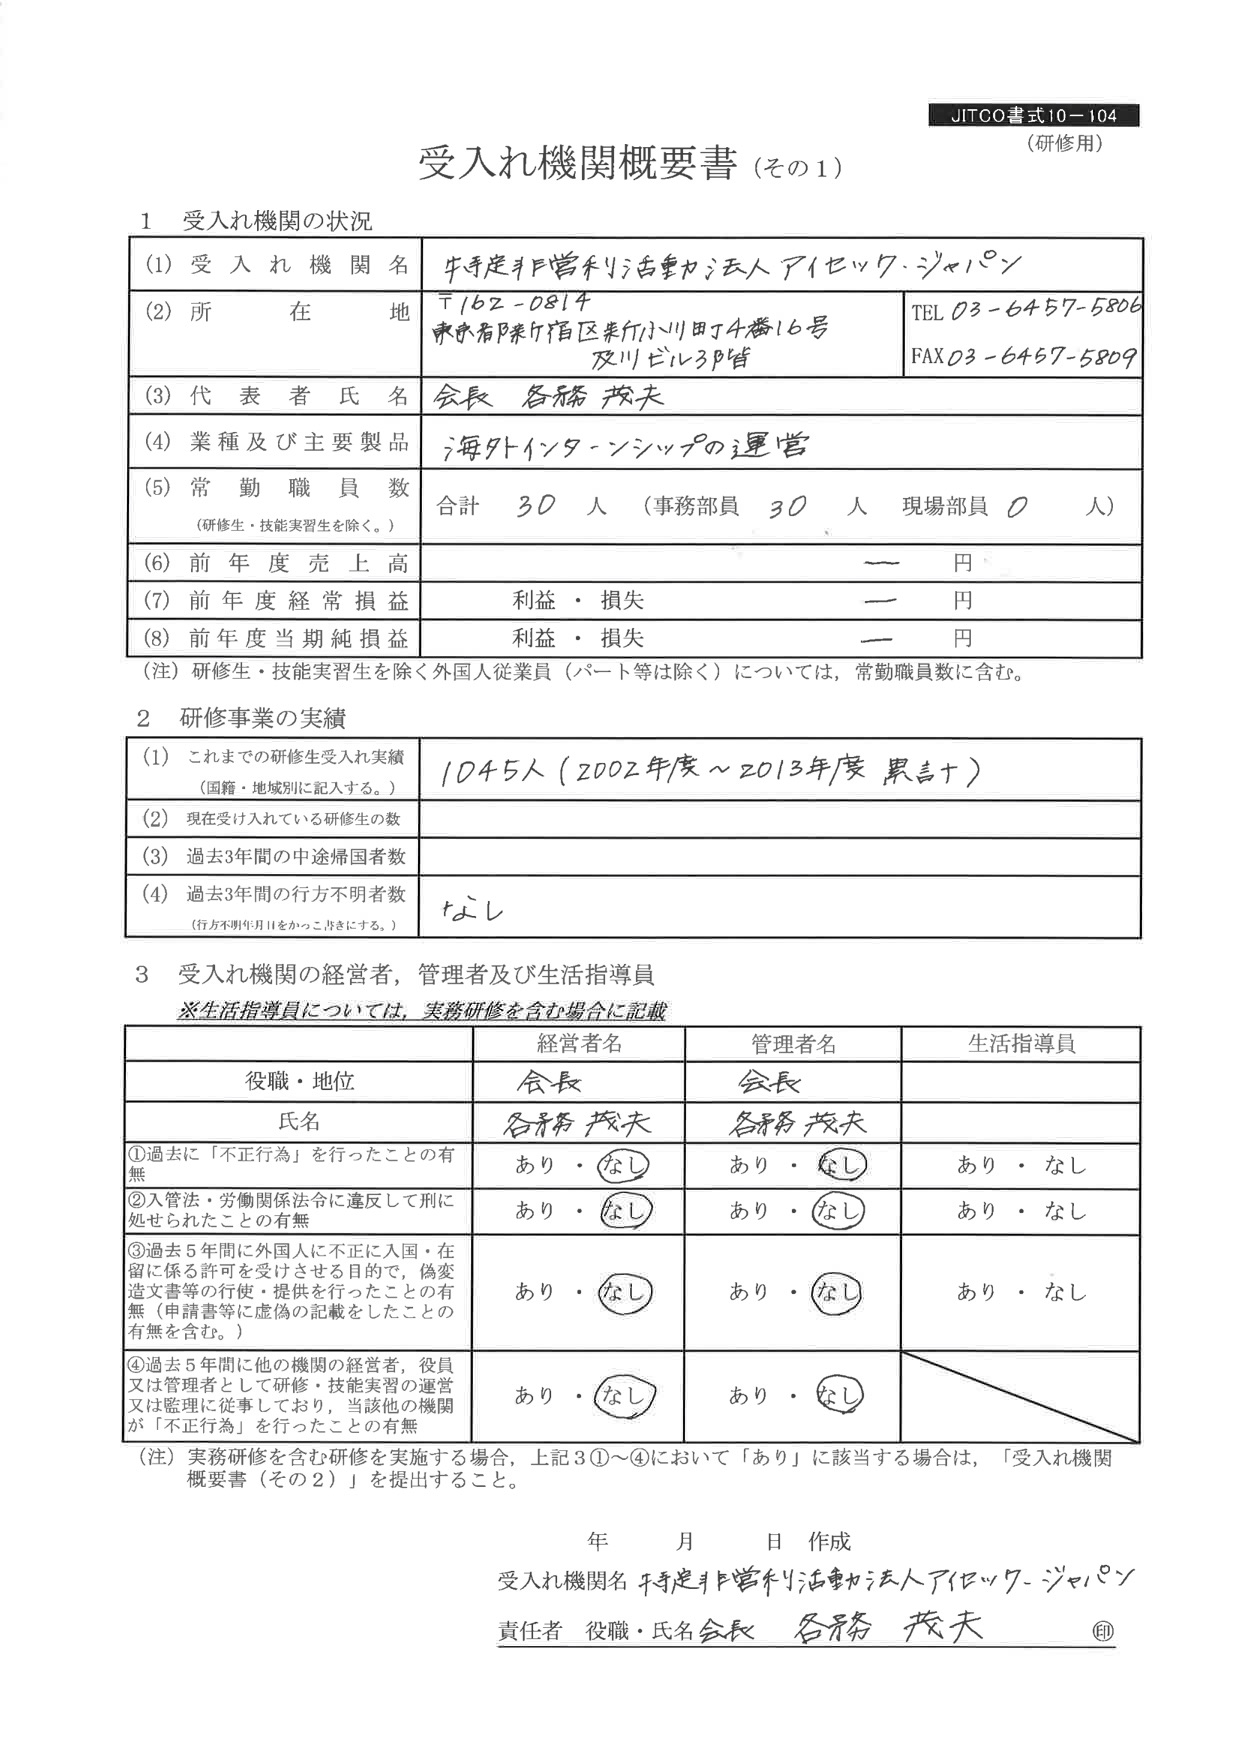 JITCO書式10－104
（研修用）
受入れ機関概要書（その１）
１　受入れ機関の状況
(1) 受入れ機関名　特定非営利活動法人アイセック・ジャパン
(2) 所在地　〒162-0814
東京都新宿区新小川町4番16号
及川ビル3階
TEL 03-6457-5806
FAX 03-6457-5809
(3) 代表者氏名　会長　各務 茂夫
(4) 業種及び主要製品　海外インターンシップの運営
(5) 常勤職員数　合計　30　人　（事務部員　30　人　現場部員　0　人）
（研修生・技能実習生を除く。）
(6) 前年度売上高　ー　円
(7) 前年度経常損益　利益 ・ 損失　ー　円
(8) 前年度当期純損益　利益 ・ 損失　ー　円
（注）研修生・技能実習生を除く外国人従業員（パート等は除く）については，常勤職員数に含む。
２　研修事業の実績
(1) これまでの研修生受入れ実績　1045人（2002年度～2013年度 累計）
（国籍・地域別に記入する。）
(2) 現在受け入れている研修生の数
(3) 過去3年間の中途帰国者数
(4) 過去3年間の行方不明者数　なし
（行方不明年月日をかっこ書きにする。）
３　受入れ機関の経営者，管理者及び生活指導員
※生活指導員については，実務研修を含む場合に記載
経営者名　管理者名　生活指導員
役職・地位　会長　会長
氏名　各務 茂夫　各務 茂夫
①過去に「不正行為」を行ったことの有
無
あり ・ なし　あり ・ なし　あり ・ なし
②入管法・労働関係法令に違反して刑に
処せられたことの有無
あり ・ なし　あり ・ なし　あり ・ なし
③過去５年間に外国人に不正に入国・在
留に係る許可を受けさせる目的で，偽変
造文書等の行使・提供を行ったことの有
無（申請書等に虚偽の記載をしたことの
有無を含む。）
あり ・ なし　あり ・ なし　あり ・ なし
④過去５年間に他の機関の経営者，役員
又は管理者として研修・技能実習の運営
又は監理に従事しており，当該他の機関
が「不正行為」を行ったことの有無
あり ・ なし　あり ・ なし
（注）実務研修を含む研修を実施する場合，上記３①～④において「あり」に該当する場合は，「受入れ機関
概要書（その２）」を提出すること。
年　月　日　作成
受入れ機関名 特定非営利活動法人アイセック・ジャパン
責任者　役職・氏名 会長　各務　茂夫　㊞